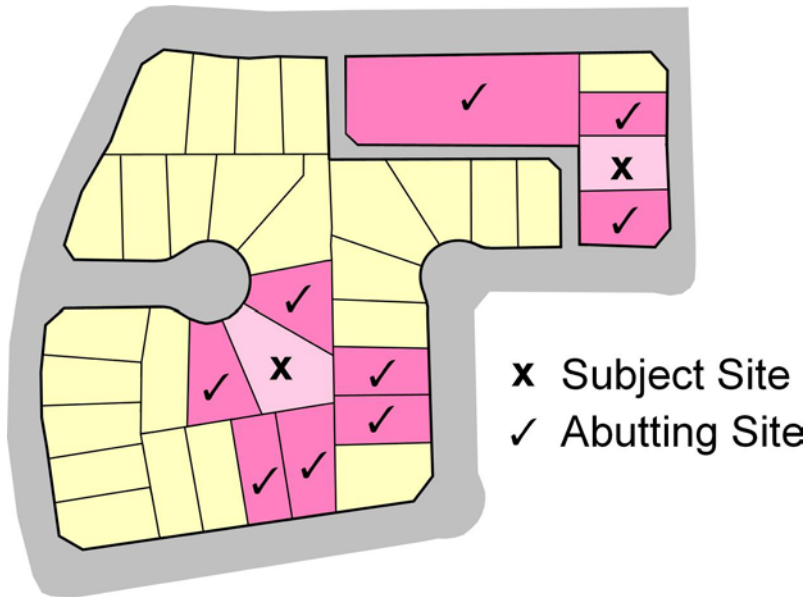 ✓
✓
x
✓
✓
x
✓
✓
✓
✓
✓
x Subject Site
✓ Abutting Site